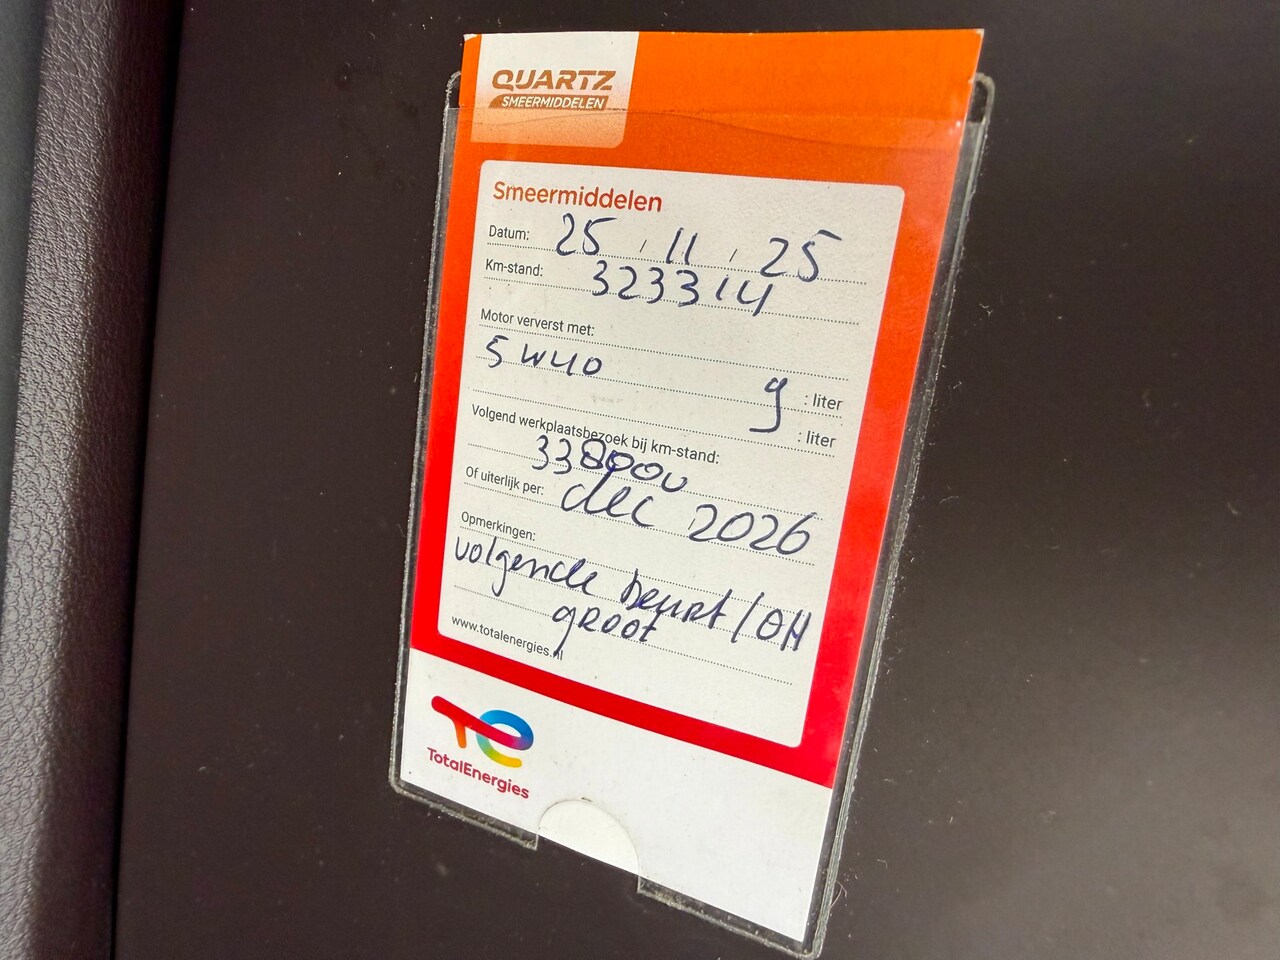 QUARTZ
SMEERMIDDELEN
Smeermiddelen
Datum: 25 / 11 / 25
Km-stand: 323314
Motor ververst met:
5W40 9 : liter
: liter
Volgend werkplaatsbezoek bij km-stand:
338000
Of uiterlijk per: dec 2026
Opmerkingen:
volgende beurt / OH
groot
www.totalenergies.nl
TotalEnergies